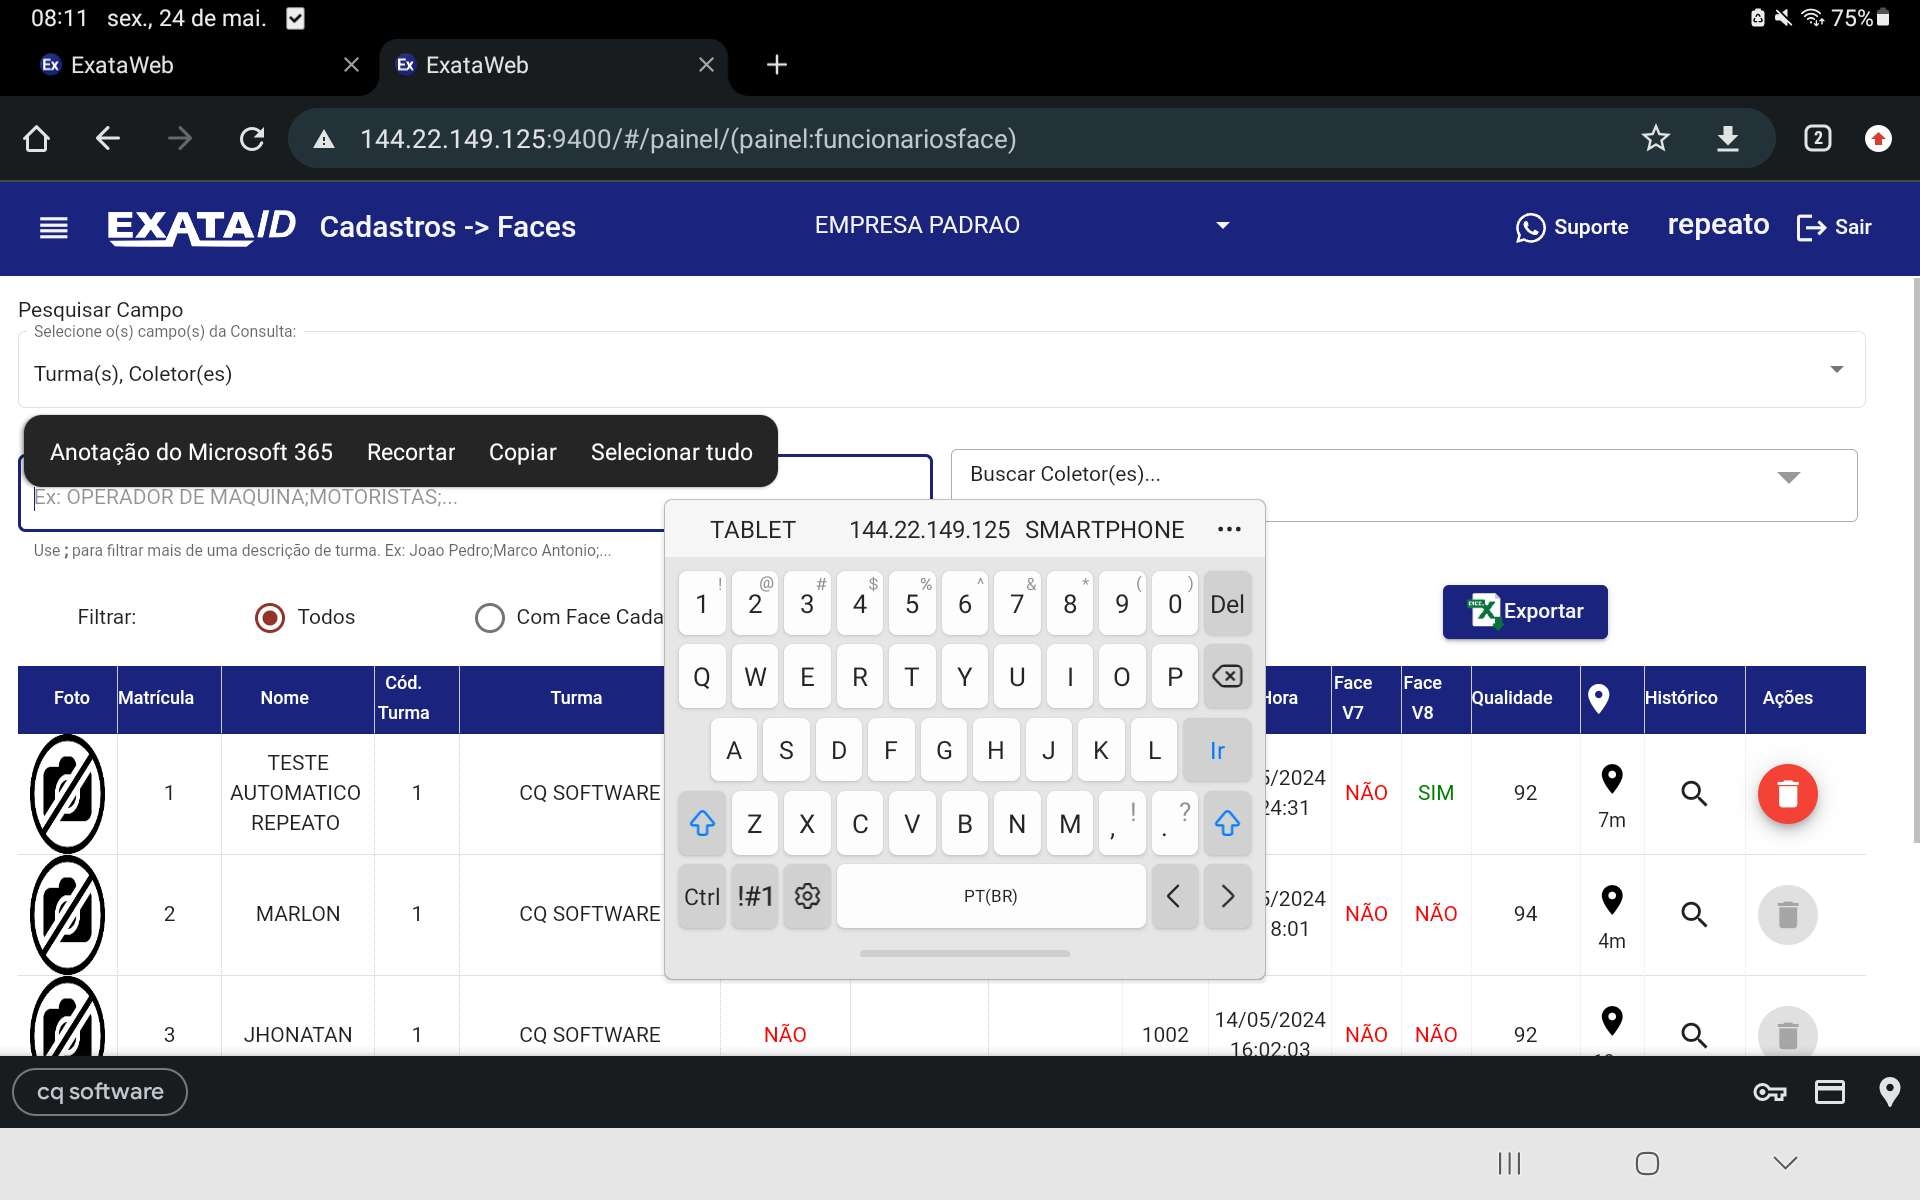 08:11 sex., 24 de mai. 75%
Ex ExataWeb Ex ExataWeb
144.22.149.125:9400/#/painel/(painel:funcionariosface) 2
EXATA/ID Cadastros -> Faces EMPRESA PADRAO Suporte repeato Sair
Pesquisar Campo
Selecione o(s) campo(s) da Consulta:
Turma(s), Coletor(es)
Anotação do Microsoft 365 Recortar Copiar Selecionar tudo
Buscar Coletor(es)...
Ex: OPERADOR DE MAQUINA;MOTORISTAS;...
Use ; para filtrar mais de uma descrição de turma. Ex: Joao Pedro;Marco Antonio;...
Filtrar: Todos Com Face Cada
Exportar
TABLET 144.22.149.125 SMARTPHONE ...
! @ # $ % ^ & * ( )
1 2 3 4 5 6 7 8 9 0 Del
Q W E R T Y U I O P
A S D F G H J K L Ir
Z X C V B N M , ! . ?
Ctrl !#1 PT(BR) < >
Foto Matrícula Nome Cód. Turma Turma Hora Face V7 Face V8 Qualidade Histórico Ações
1 TESTE AUTOMATICO REPEATO 1 CQ SOFTWARE 5/2024 24:31 NÃO SIM 92 7m
2 MARLON 1 CQ SOFTWARE 5/2024 8:01 NÃO NÃO 94 4m
3 JHONATAN 1 CQ SOFTWARE NÃO 1002 14/05/2024 16:02:03 NÃO NÃO 92
cq software